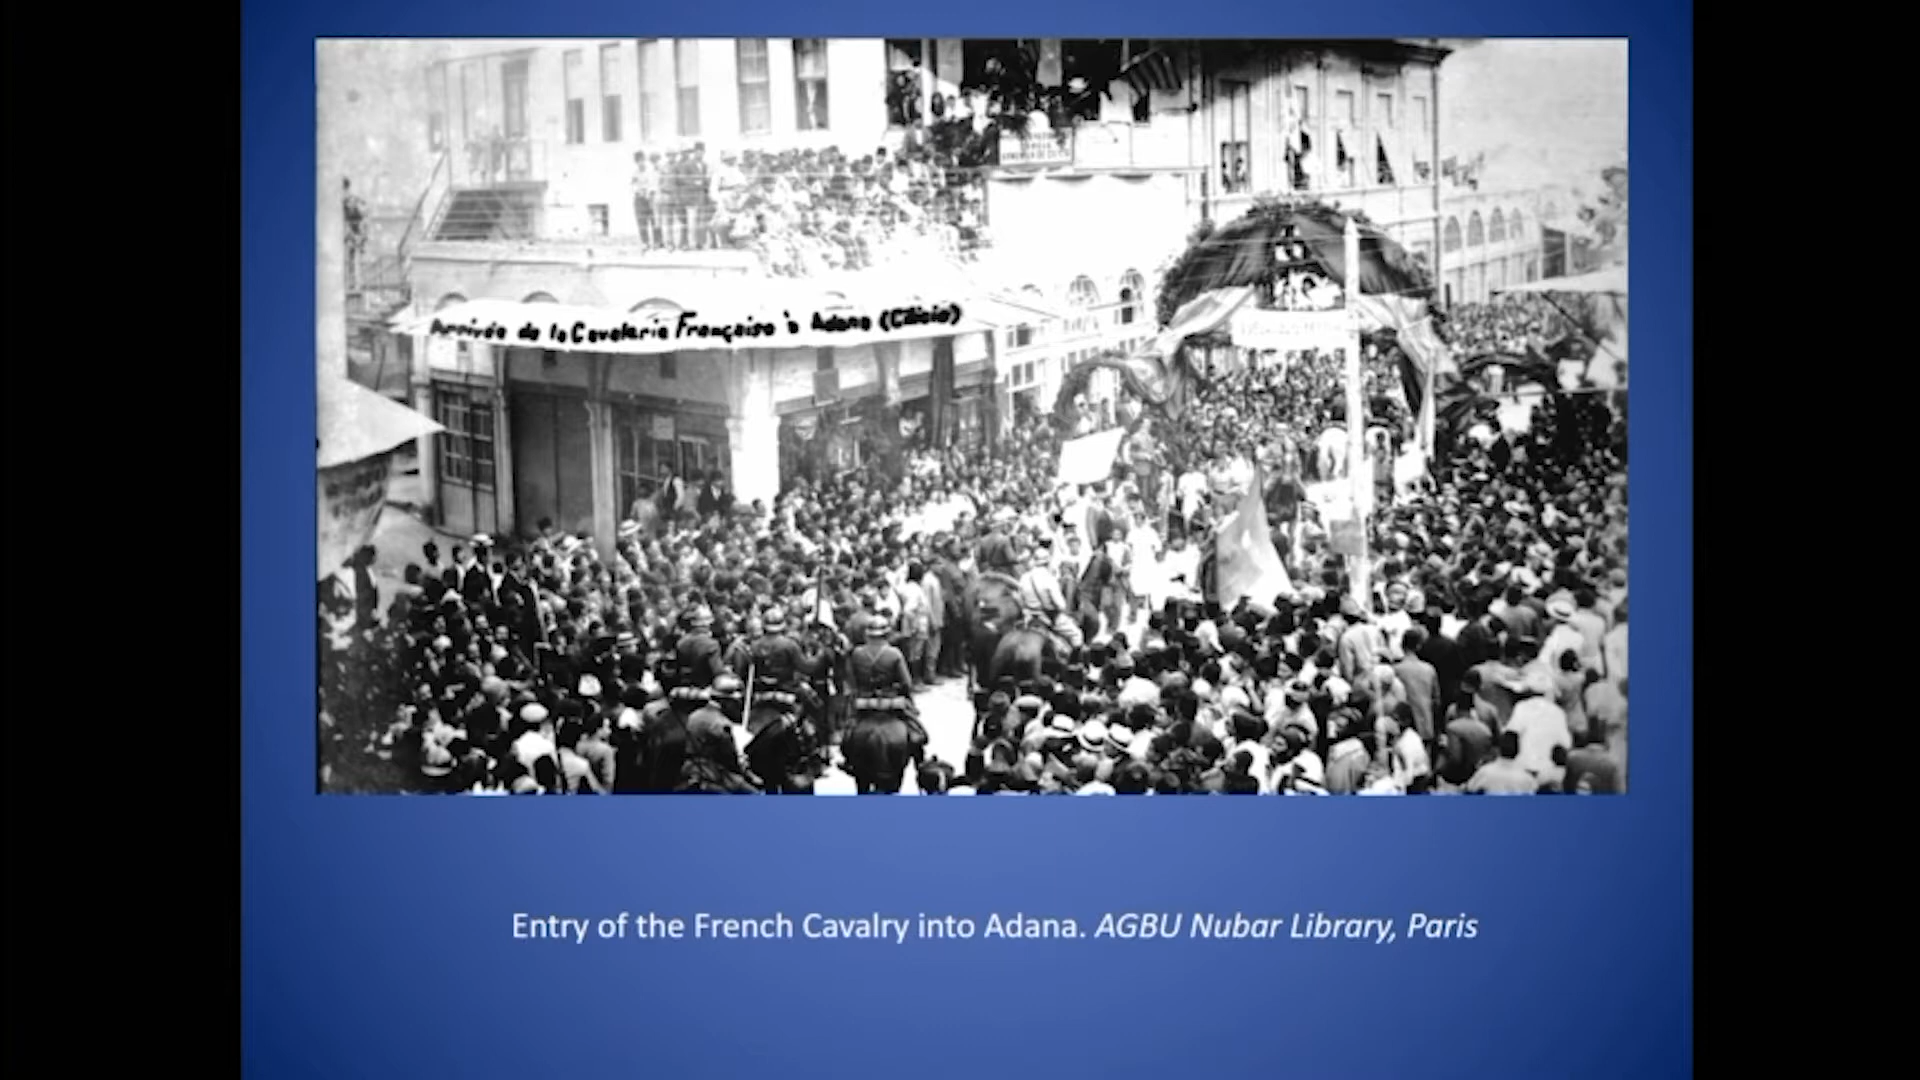 Arrivée de la Cavalerie Française à Adana (Cilicie)
Entry of the French Cavalry into Adana. AGBU Nubar Library, Paris